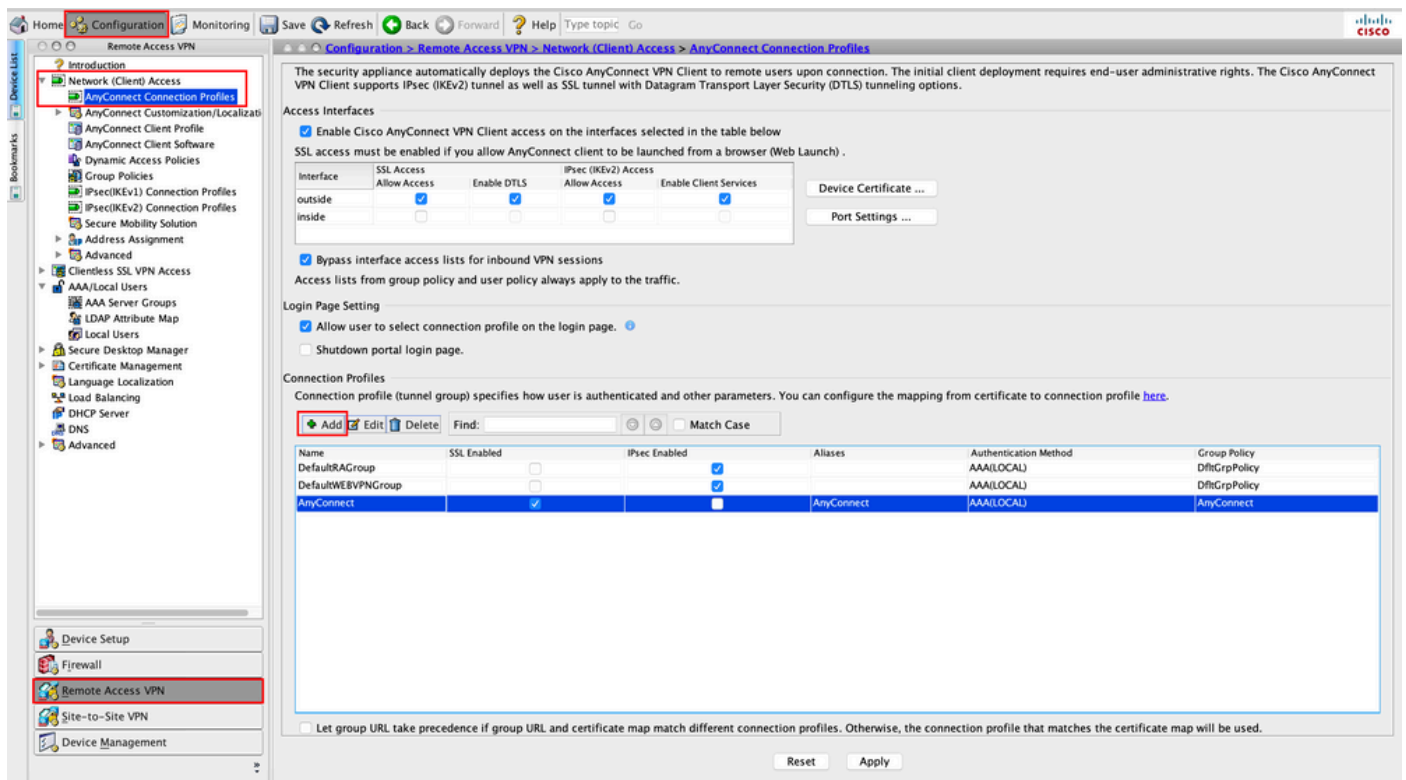 Home Configuration Monitoring Save Refresh Back Forward Help Type topic Go
CISCO
Device List
Bookmarks
Remote Access VPN
Introduction
Network (Client) Access
AnyConnect Connection Profiles
AnyConnect Customization/Localizati
AnyConnect Client Profile
AnyConnect Client Software
Dynamic Access Policies
Group Policies
IPsec(IKEv1) Connection Profiles
IPsec(IKEv2) Connection Profiles
Secure Mobility Solution
Address Assignment
Advanced
Clientless SSL VPN Access
AAA/Local Users
AAA Server Groups
LDAP Attribute Map
Local Users
Secure Desktop Manager
Certificate Management
Language Localization
Load Balancing
DHCP Server
DNS
Advanced
Device Setup
Firewall
Remote Access VPN
Site-to-Site VPN
Device Management
Configuration > Remote Access VPN > Network (Client) Access > AnyConnect Connection Profiles
The security appliance automatically deploys the Cisco AnyConnect VPN Client to remote users upon connection. The initial client deployment requires end-user administrative rights. The Cisco AnyConnect
VPN Client supports IPsec (IKEv2) tunnel as well as SSL tunnel with Datagram Transport Layer Security (DTLS) tunneling options.
Access Interfaces
Enable Cisco AnyConnect VPN Client access on the interfaces selected in the table below
SSL access must be enabled if you allow AnyConnect client to be launched from a browser (Web Launch) .
Interface SSL Access IPsec (IKEv2) Access
Allow Access Enable DTLS Allow Access Enable Client Services
outside
inside
Device Certificate ...
Port Settings ...
Bypass interface access lists for inbound VPN sessions
Access lists from group policy and user policy always apply to the traffic.
Login Page Setting
Allow user to select connection profile on the login page.
Shutdown portal login page.
Connection Profiles
Connection profile (tunnel group) specifies how user is authenticated and other parameters. You can configure the mapping from certificate to connection profile here.
Add Edit Delete Find: Match Case
Name SSL Enabled IPsec Enabled Aliases Authentication Method Group Policy
DefaultRAGroup AAA(LOCAL) DfltGrpPolicy
DefaultWEBVPNGroup AAA(LOCAL) DfltGrpPolicy
AnyConnect AnyConnect AAA(LOCAL) AnyConnect
Let group URL take precedence if group URL and certificate map match different connection profiles. Otherwise, the connection profile that matches the certificate map will be used.
Reset Apply